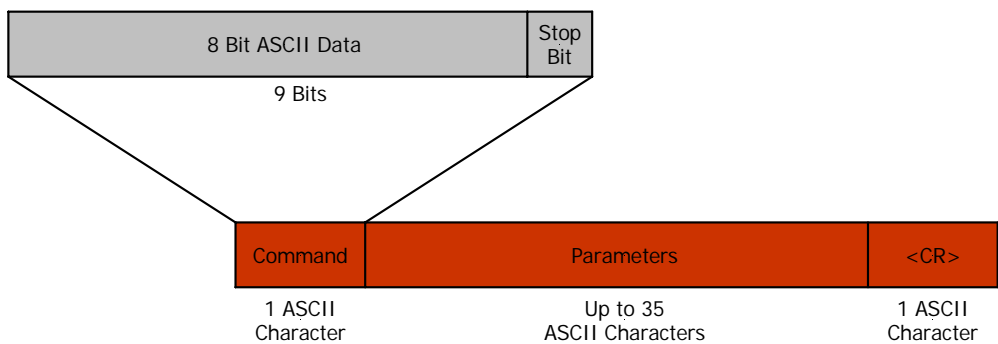 8 Bit ASCII Data
Stop
Bit
9 Bits
Command
Parameters
<CR>
1 ASCII
Character
Up to 35
ASCII Characters
1 ASCII
Character